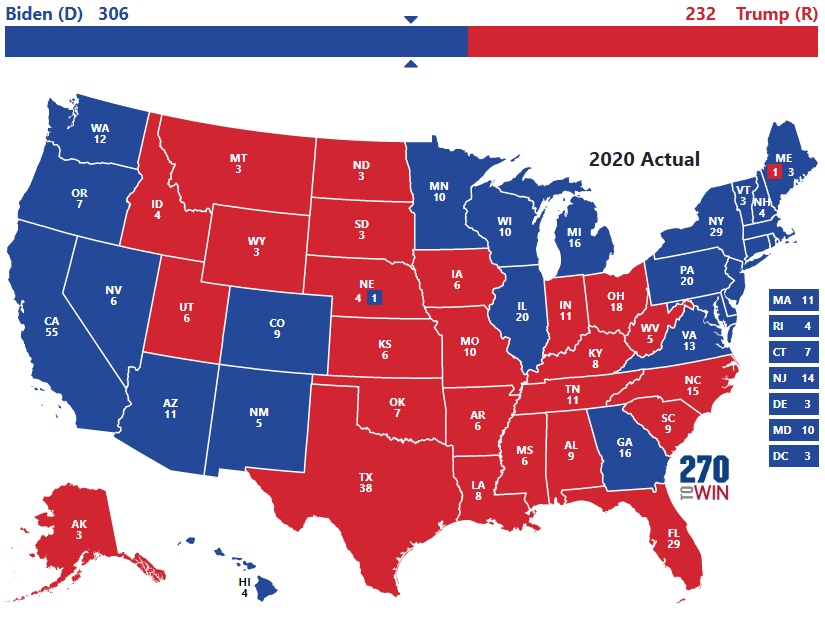 Biden (D) 306
232 Trump (R)
2020 Actual
WA
12
OR
7
CA
55
NV
6
ID
4
MT
3
WY
3
UT
6
AZ
11
CO
9
NM
5
ND
3
SD
3
NE
4 1
KS
6
OK
7
TX
38
MN
10
IA
6
MO
10
AR
6
LA
8
WI
10
IL
20
MI
16
IN
11
OH
18
KY
8
TN
11
MS
6
AL
9
GA
16
FL
29
SC
9
NC
15
VA
13
WV
5
PA
20
NY
29
VT
3
NH
4
ME
1 3
MA 11
RI 4
CT 7
NJ 14
DE 3
MD 10
DC 3
AK
3
HI
4
270
TO WIN